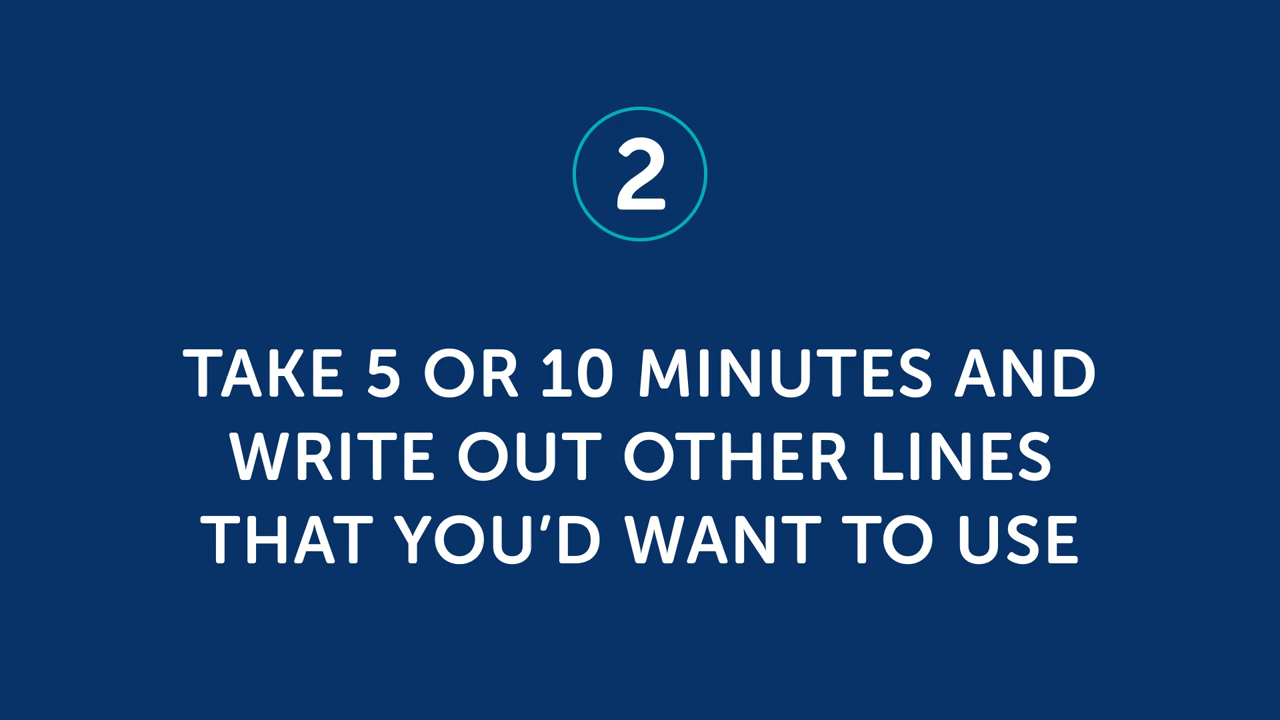 2
TAKE 5 OR 10 MINUTES AND
WRITE OUT OTHER LINES
THAT YOU’D WANT TO USE